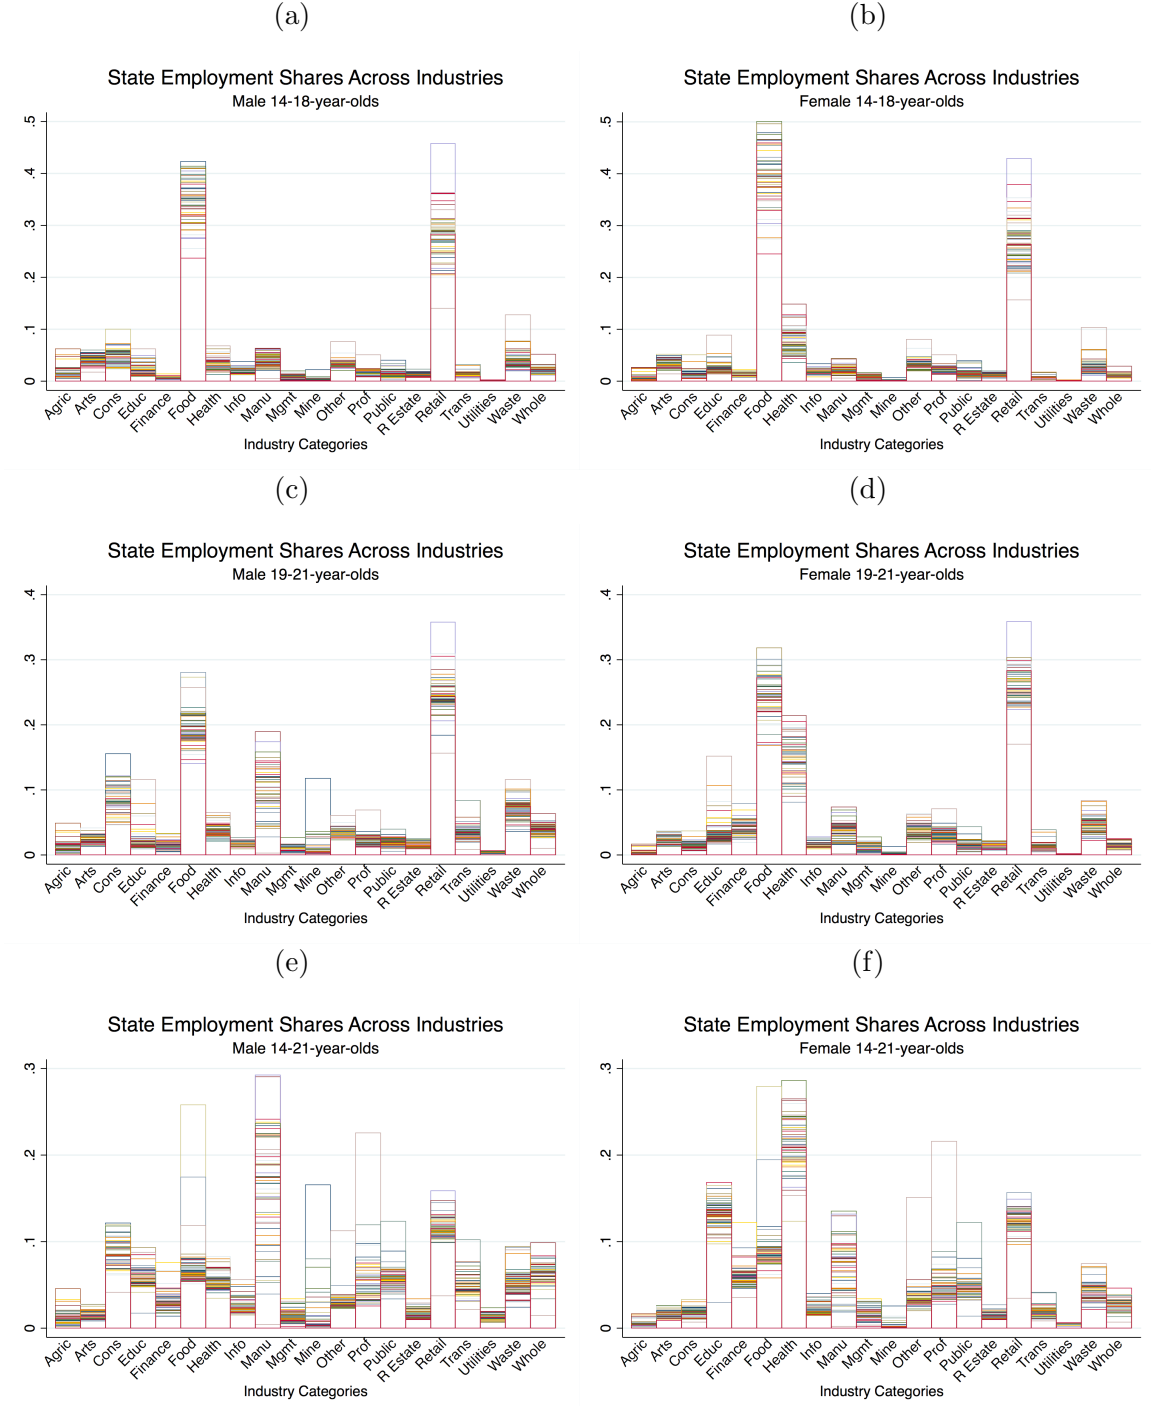 (a)
State Employment Shares Across Industries
Male 14-18-year-olds
.5
.4
.3
.2
.1
0
Agric Arts Cons Educ Finance Food Health Info Manu Mgmt Mine Other Prof Public R Estate Retail Trans Utilities Waste Whole
Industry Categories
(b)
State Employment Shares Across Industries
Female 14-18-year-olds
.5
.4
.3
.2
.1
0
Agric Arts Cons Educ Finance Food Health Info Manu Mgmt Mine Other Prof Public R Estate Retail Trans Utilities Waste Whole
Industry Categories
(c)
State Employment Shares Across Industries
Male 19-21-year-olds
.4
.3
.2
.1
0
Agric Arts Cons Educ Finance Food Health Info Manu Mgmt Mine Other Prof Public R Estate Retail Trans Utilities Waste Whole
Industry Categories
(d)
State Employment Shares Across Industries
Female 19-21-year-olds
.4
.3
.2
.1
0
Agric Arts Cons Educ Finance Food Health Info Manu Mgmt Mine Other Prof Public R Estate Retail Trans Utilities Waste Whole
Industry Categories
(e)
State Employment Shares Across Industries
Male 14-21-year-olds
.3
.2
.1
0
Agric Arts Cons Educ Finance Food Health Info Manu Mgmt Mine Other Prof Public R Estate Retail Trans Utilities Waste Whole
Industry Categories
(f)
State Employment Shares Across Industries
Female 14-21-year-olds
.3
.2
.1
0
Agric Arts Cons Educ Finance Food Health Info Manu Mgmt Mine Other Prof Public R Estate Retail Trans Utilities Waste Whole
Industry Categories